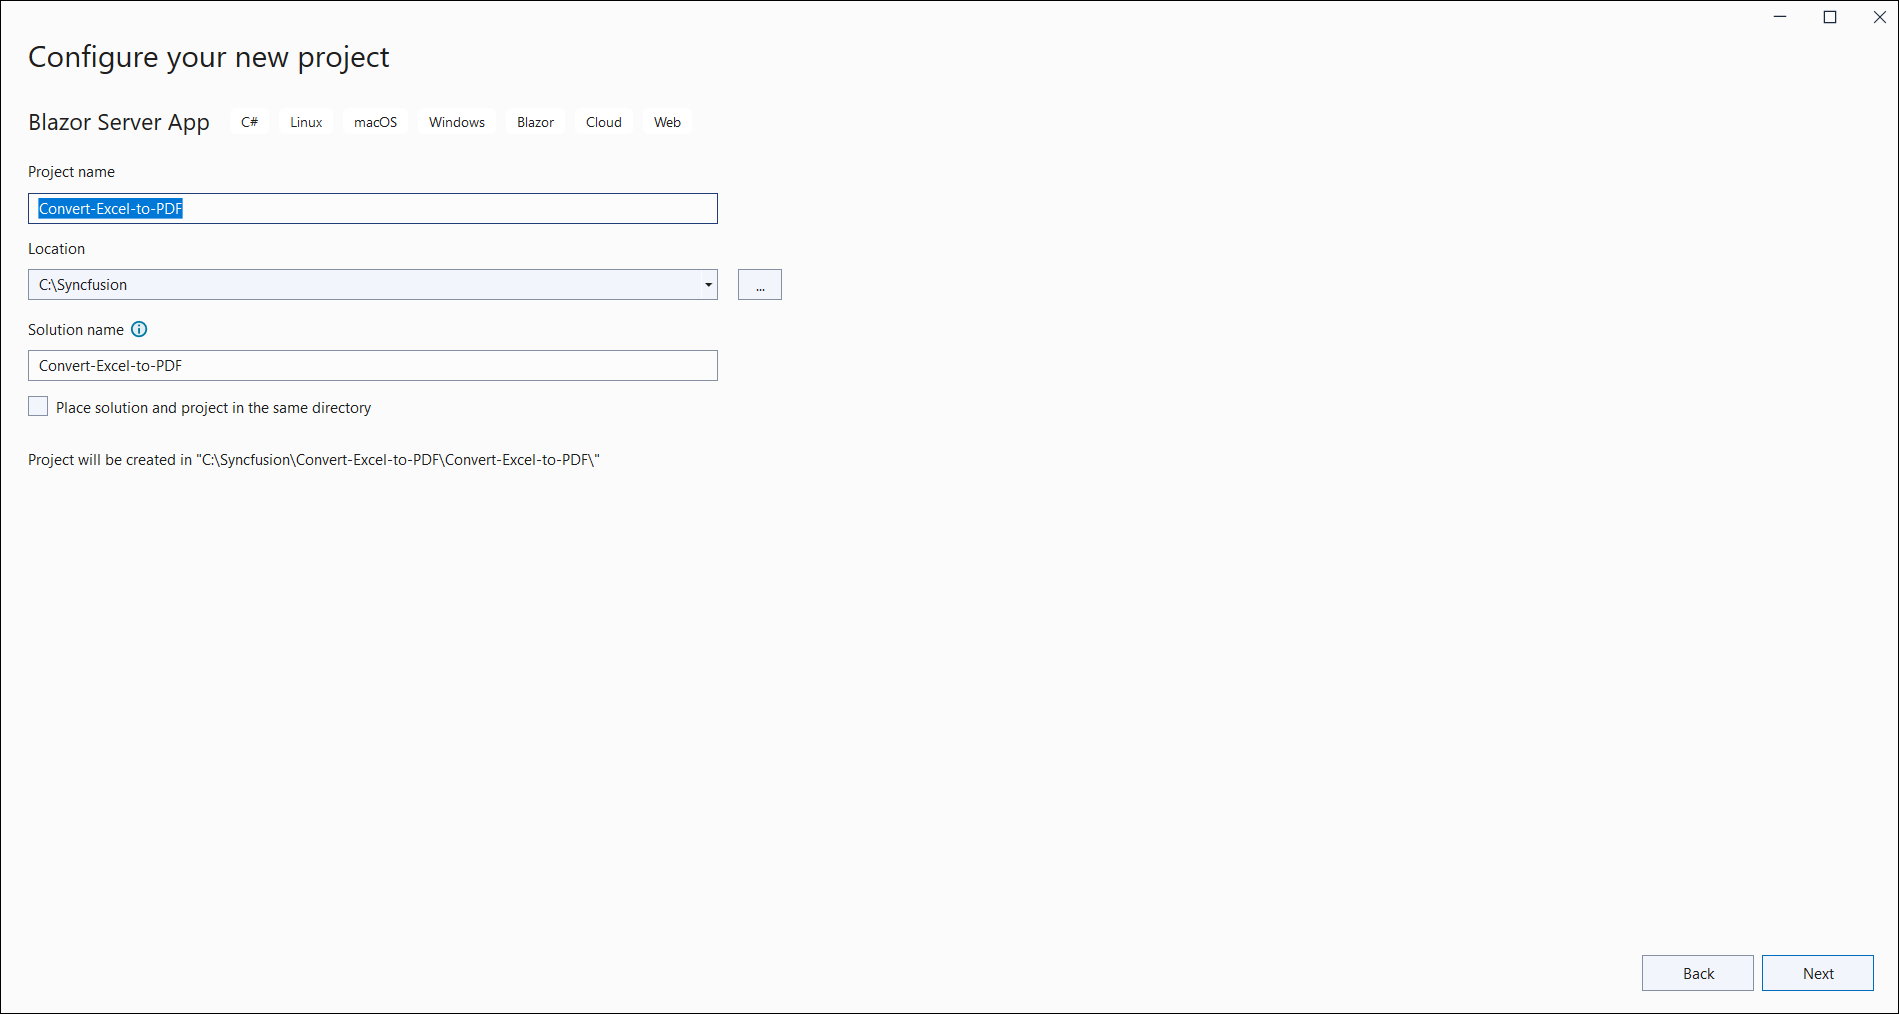 Configure your new project
Blazor Server App C# Linux macOS Windows Blazor Cloud Web
Project name
Convert-Excel-to-PDF
Location
C:\Syncfusion
...
Solution name
Convert-Excel-to-PDF
Place solution and project in the same directory
Project will be created in "C:\Syncfusion\Convert-Excel-to-PDF\Convert-Excel-to-PDF\"
Back Next